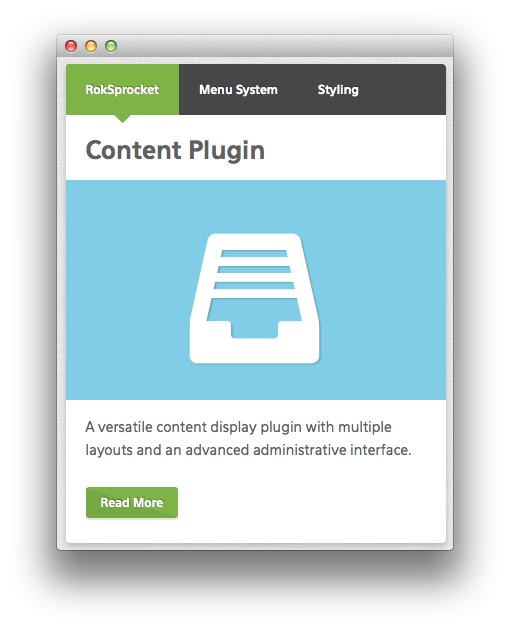 RokSprocket Menu System Styling
Content Plugin
A versatile content display plugin with multiple
layouts and an advanced administrative interface.
Read More